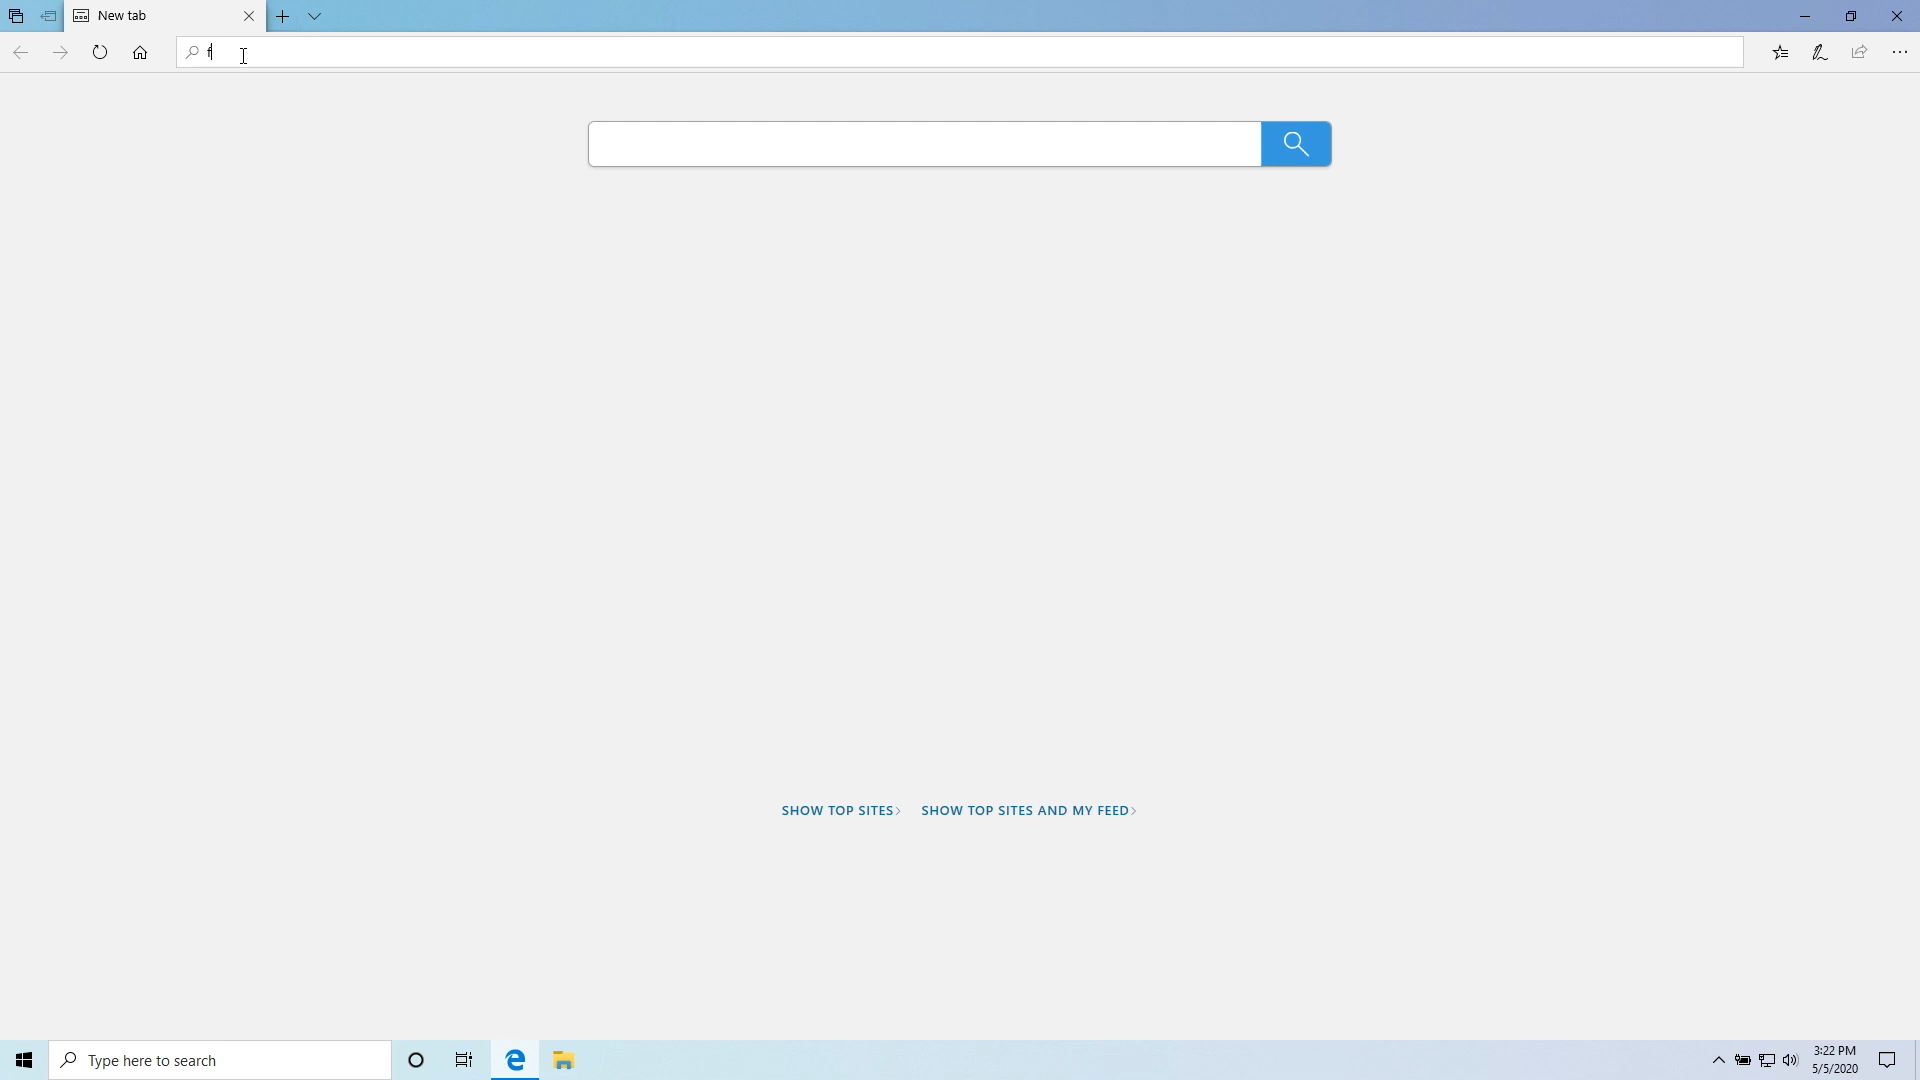 New tab
f
SHOW TOP SITES
SHOW TOP SITES AND MY FEED
Type here to search
3:22 PM
5/5/2020